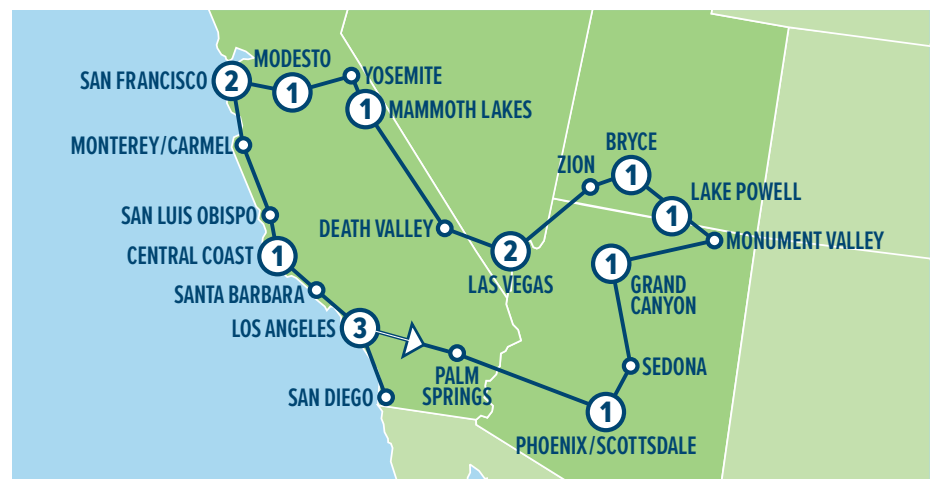 MODESTO
SAN FRANCISCO
2
1
YOSEMITE
1
MAMMOTH LAKES
MONTEREY/CARMEL
BRYCE
ZION
1
LAKE POWELL
1
SAN LUIS OBISPO
DEATH VALLEY
MONUMENT VALLEY
CENTRAL COAST
1
2
LAS VEGAS
1
GRAND
CANYON
SANTA BARBARA
LOS ANGELES
3
PALM
SPRINGS
SEDONA
SAN DIEGO
1
PHOENIX/SCOTTSDALE